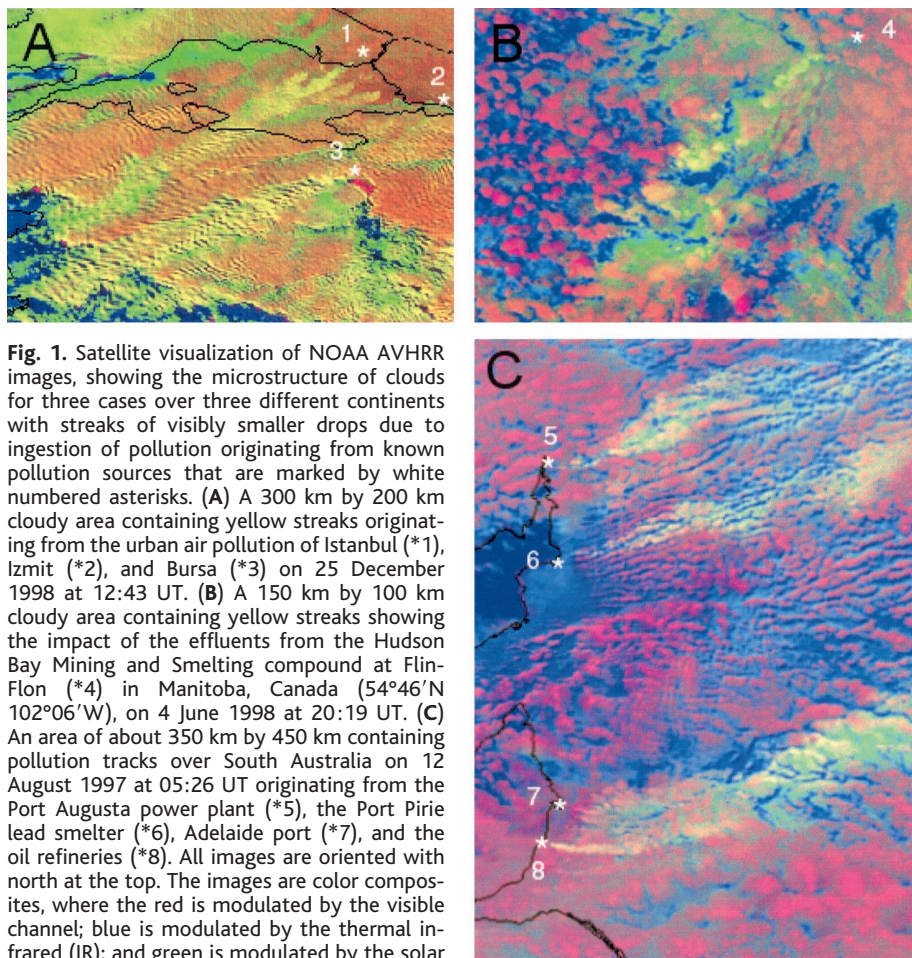 A
1
2
3
B
4
Fig. 1. Satellite visualization of NOAA AVHRR
images, showing the microstructure of clouds
for three cases over three different continents
with streaks of visibly smaller drops due to
ingestion of pollution originating from known
pollution sources that are marked by white
numbered asterisks. (A) A 300 km by 200 km
cloudy area containing yellow streaks originat-
ing from the urban air pollution of Istanbul (*1),
Izmit (*2), and Bursa (*3) on 25 December
1998 at 12:43 UT. (B) A 150 km by 100 km
cloudy area containing yellow streaks showing
the impact of the effluents from the Hudson
Bay Mining and Smelting compound at Flin-
Flon (*4) in Manitoba, Canada (54°46′N
102°06′W), on 4 June 1998 at 20:19 UT. (C)
An area of about 350 km by 450 km containing
pollution tracks over South Australia on 12
August 1997 at 05:26 UT originating from the
Port Augusta power plant (*5), the Port Pirie
lead smelter (*6), Adelaide port (*7), and the
oil refineries (*8). All images are oriented with
north at the top. The images are color compos-
ites, where the red is modulated by the visible
channel; blue is modulated by the thermal in-
frared (IR); and green is modulated by the solar
C
5
6
7
8